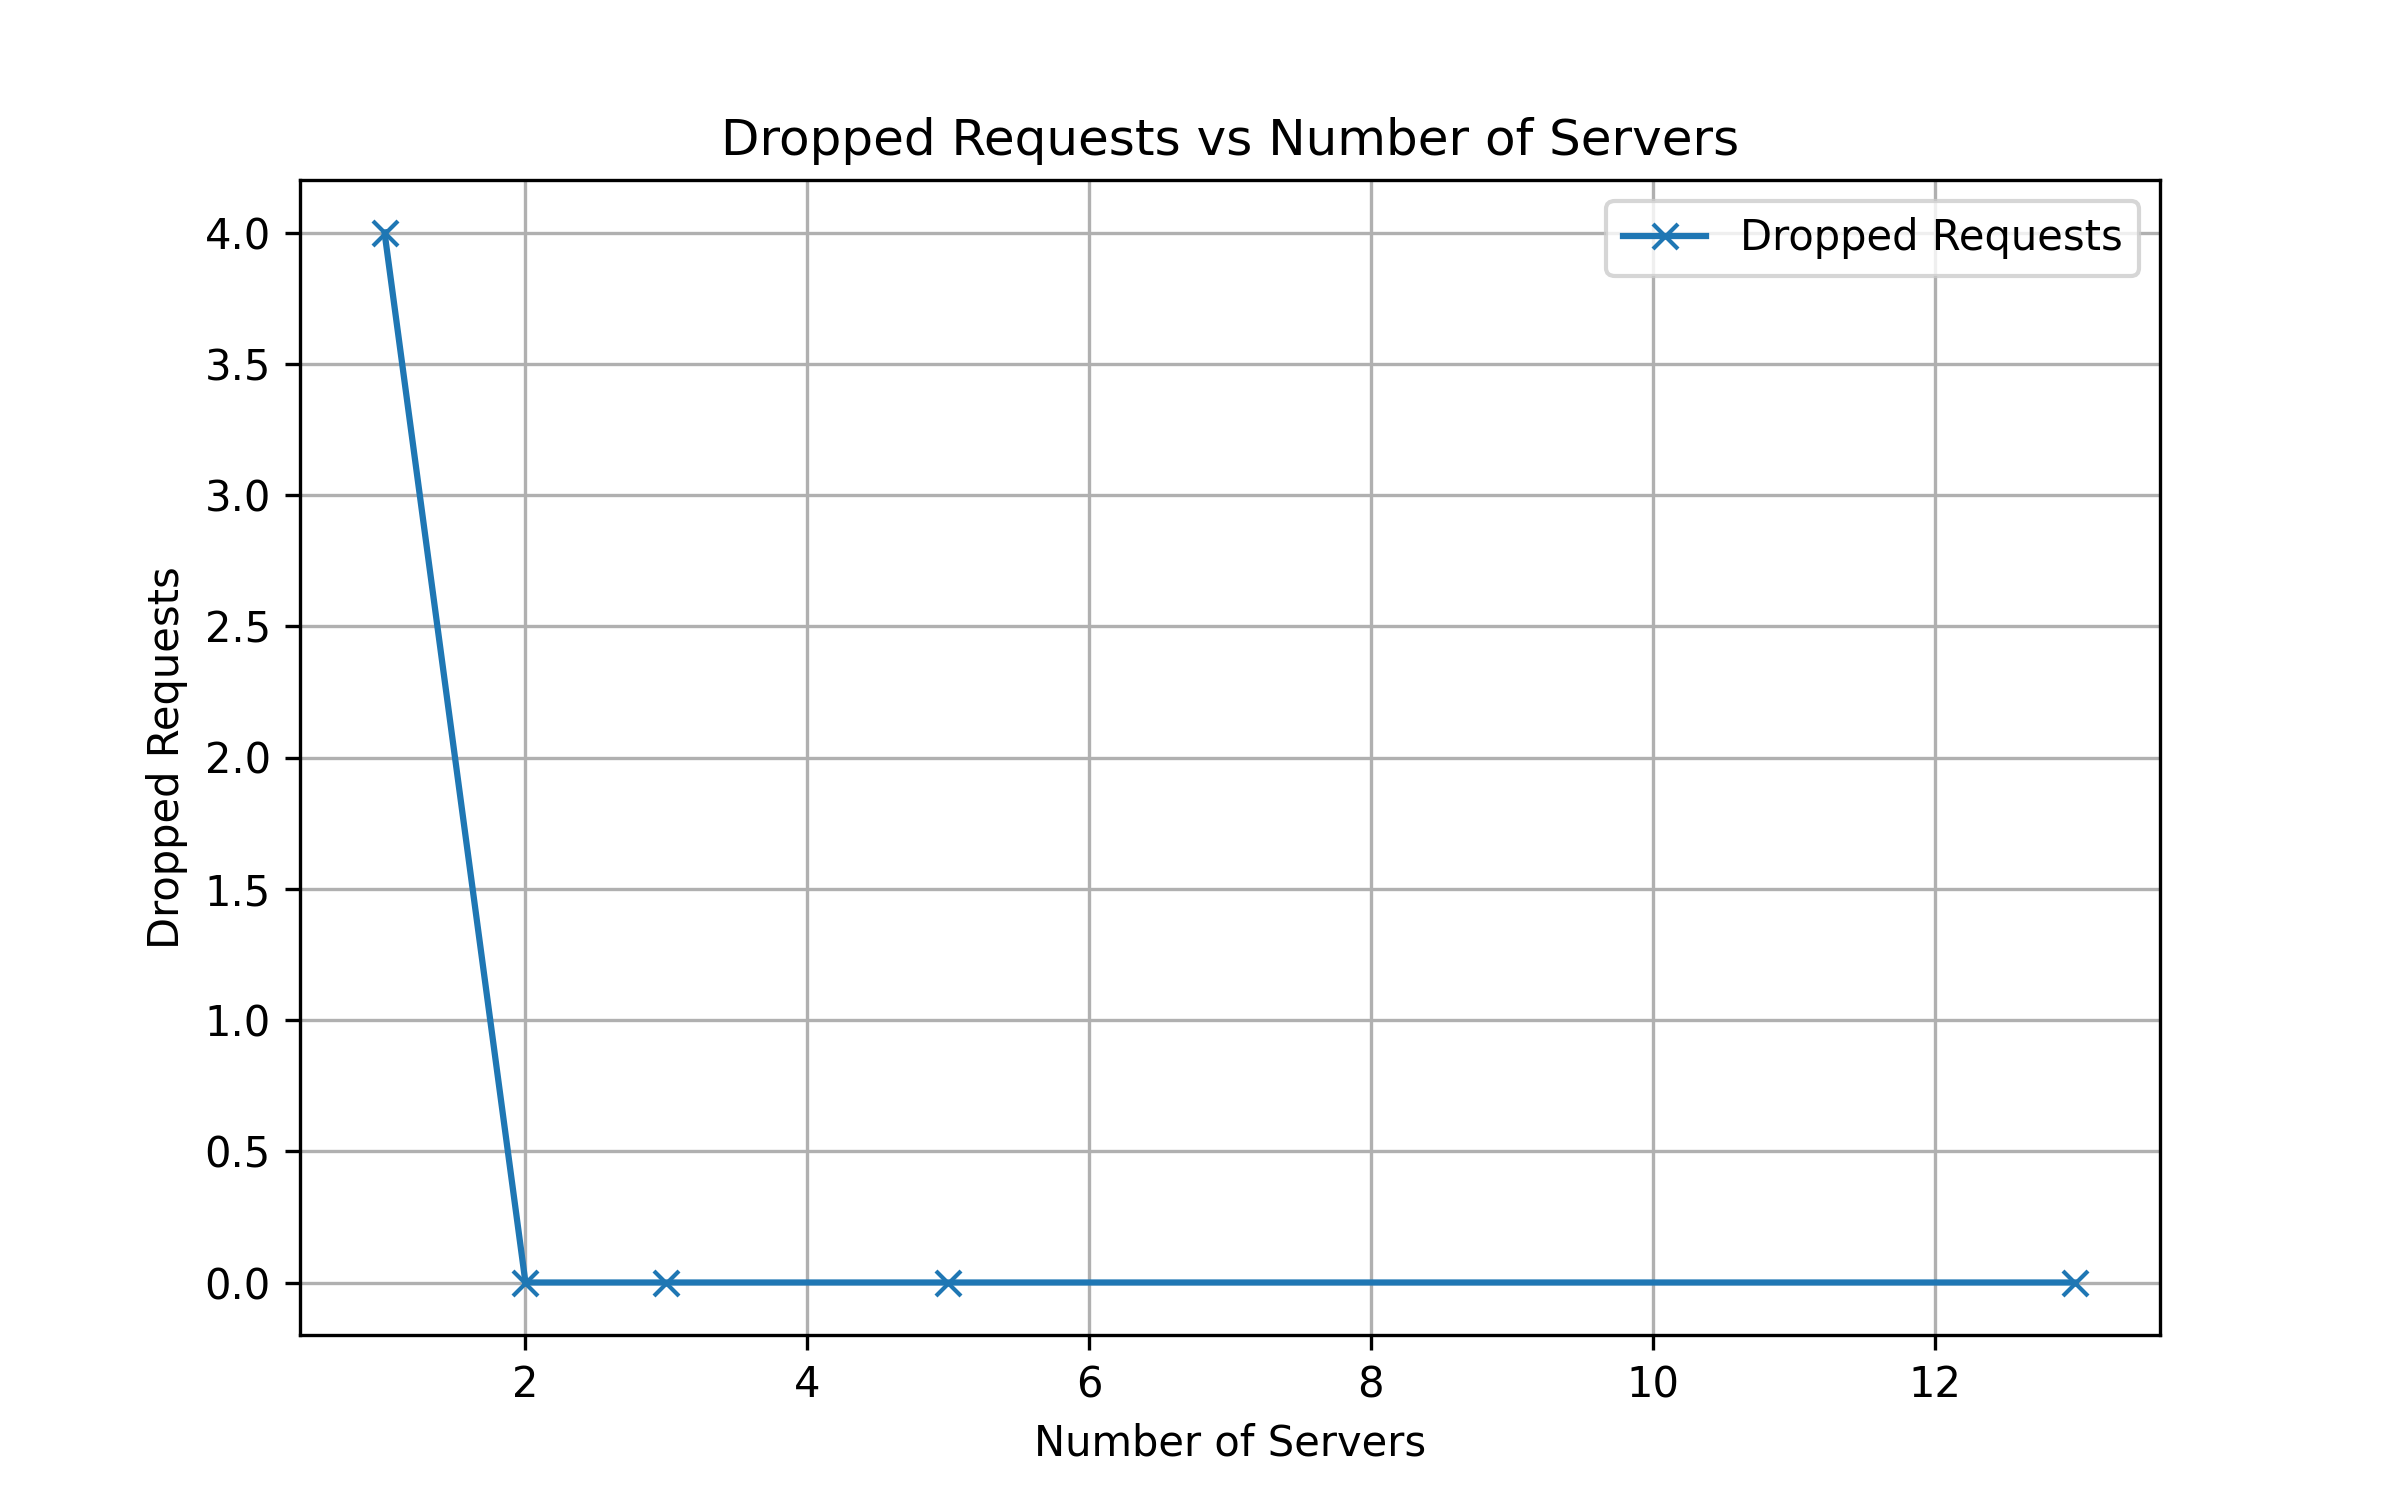 Dropped Requests vs Number of Servers
Dropped Requests
4.0
3.5
3.0
2.5
2.0
1.5
1.0
0.5
0.0
Dropped Requests
2 4 6 8 10 12
Number of Servers